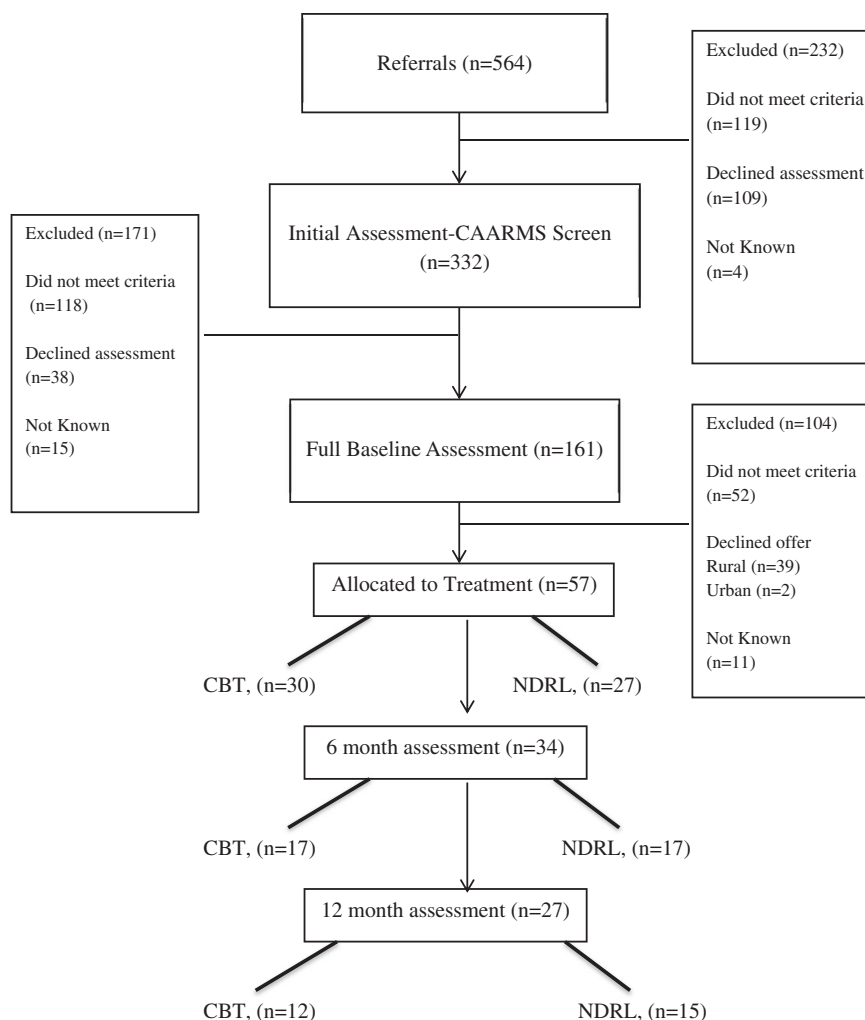 Referrals (n=564)
Excluded (n=232)
Did not meet criteria
(n=119)
Declined assessment
(n=109)
Not Known
(n=4)
Initial Assessment-CAARMS Screen
(n=332)
Excluded (n=171)
Did not meet criteria
(n=118)
Declined assessment
(n=38)
Not Known
(n=15)
Full Baseline Assessment (n=161)
Excluded (n=104)
Did not meet criteria
(n=52)
Declined offer
Rural (n=39)
Urban (n=2)
Not Known
(n=11)
Allocated to Treatment (n=57)
CBT, (n=30)
NDRL, (n=27)
6 month assessment (n=34)
CBT, (n=17)
NDRL, (n=17)
12 month assessment (n=27)
CBT, (n=12)
NDRL, (n=15)